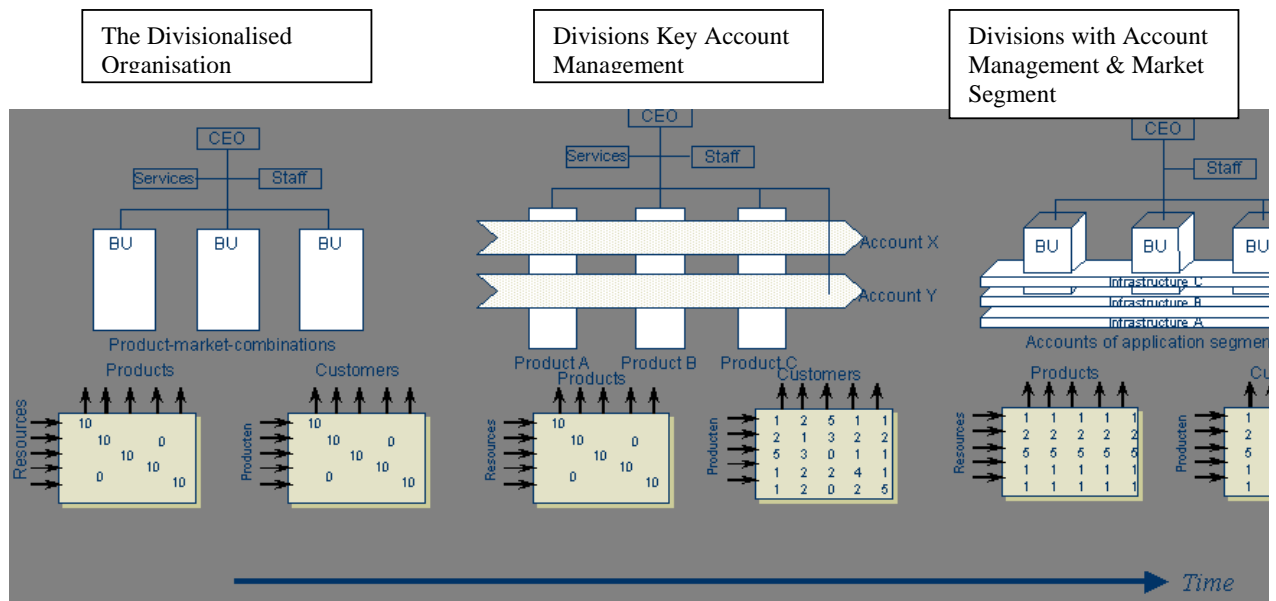 The Divisionalised
Organisation
Divisions Key Account
Management
Divisions with Account
Management & Market
Segment
CEO
Services
Staff
BU BU BU
Product-market-combinations
CEO
Services
Staff
Account X
Account Y
Product A Product B Product C
CEO
Staff
BU BU BU
Infrastructure C
Infrastructure B
Infrastructure A
Accounts of application segmen
Products
Resources
10
10 0
10
0 10
10
Customers
Producten
10
10 0
10
0 10
10
Products
Resources
10
10 0
10
0 10
10
Customers
Producten
1 2 5 1 1
2 1 3 2 2
5 3 0 1 1
1 2 2 4 1
1 2 0 2 5
Products
Resources
1 1 1 1 1
2 2 2 2 2
5 5 5 5 5
1 1 1 1 1
1 1 1 1 1
Cu
Producten
1
2
5
1
1
Time